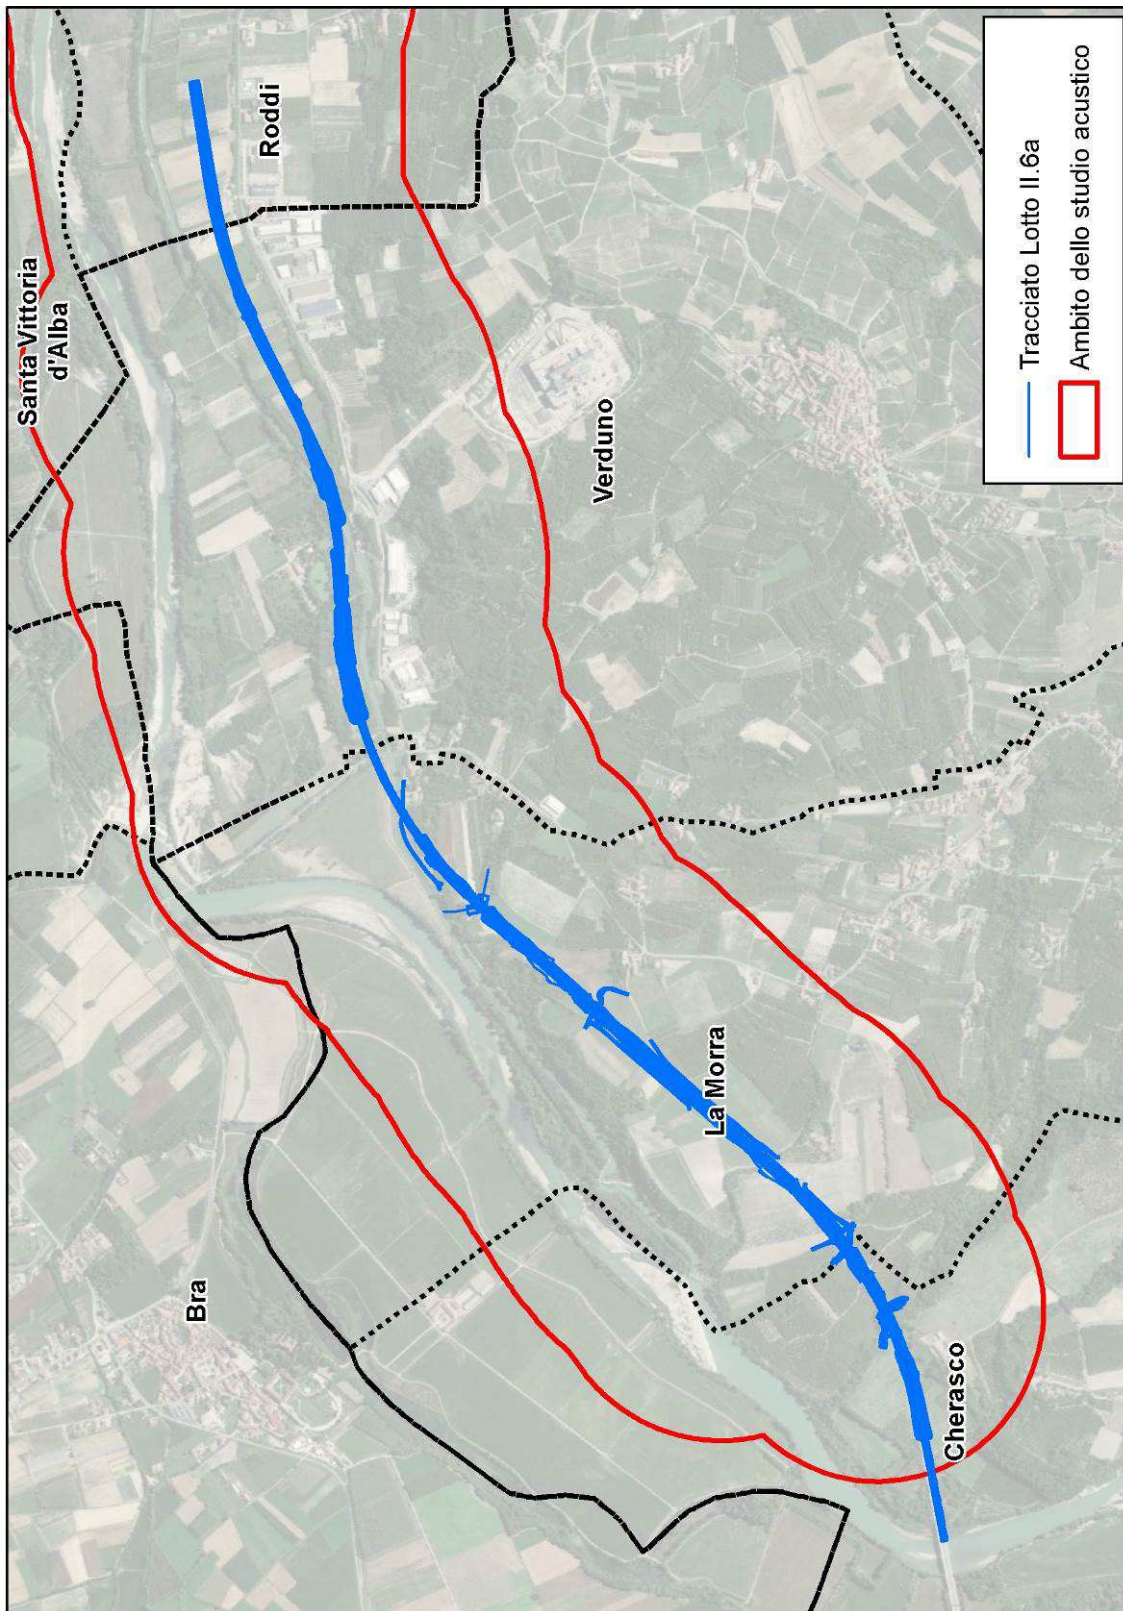 Santa Vittoria
d'Alba
Roddi
Verduno
Bra
La Morra
Cherasco
Tracciato Lotto II.6a
Ambito dello studio acustico